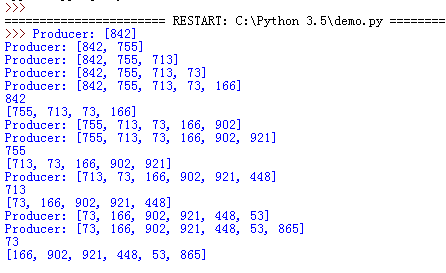 >>>
======================== RESTART: C:\Python 3.5\demo.py ========
>>> Producer: [842]
Producer: [842, 755]
Producer: [842, 755, 713]
Producer: [842, 755, 713, 73]
Producer: [842, 755, 713, 73, 166]
842
[755, 713, 73, 166]
Producer: [755, 713, 73, 166, 902]
Producer: [755, 713, 73, 166, 902, 921]
755
[713, 73, 166, 902, 921]
Producer: [713, 73, 166, 902, 921, 448]
713
[73, 166, 902, 921, 448]
Producer: [73, 166, 902, 921, 448, 53]
Producer: [73, 166, 902, 921, 448, 53, 865]
73
[166, 902, 921, 448, 53, 865]